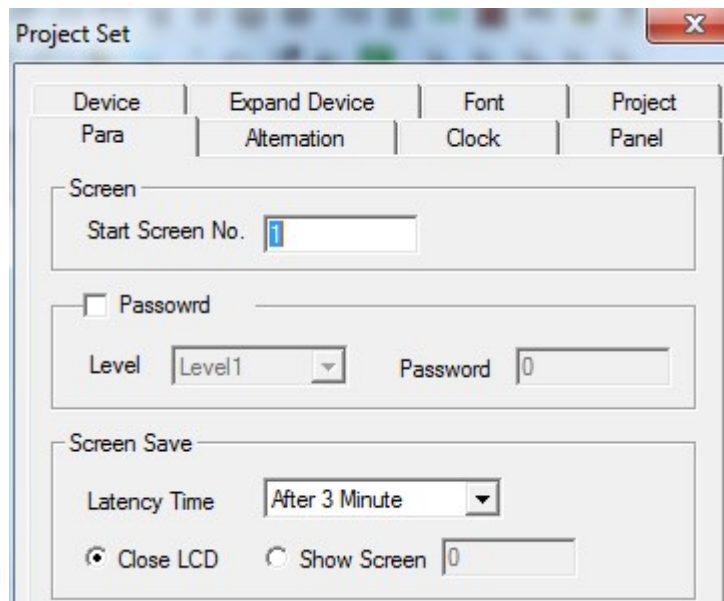 Project Set
Device Expand Device Font Project
Para Alternation Clock Panel
Screen
Start Screen No. 1
Passowrd
Level Level1 Password 0
Screen Save
Latency Time After 3 Minute
Close LCD Show Screen 0